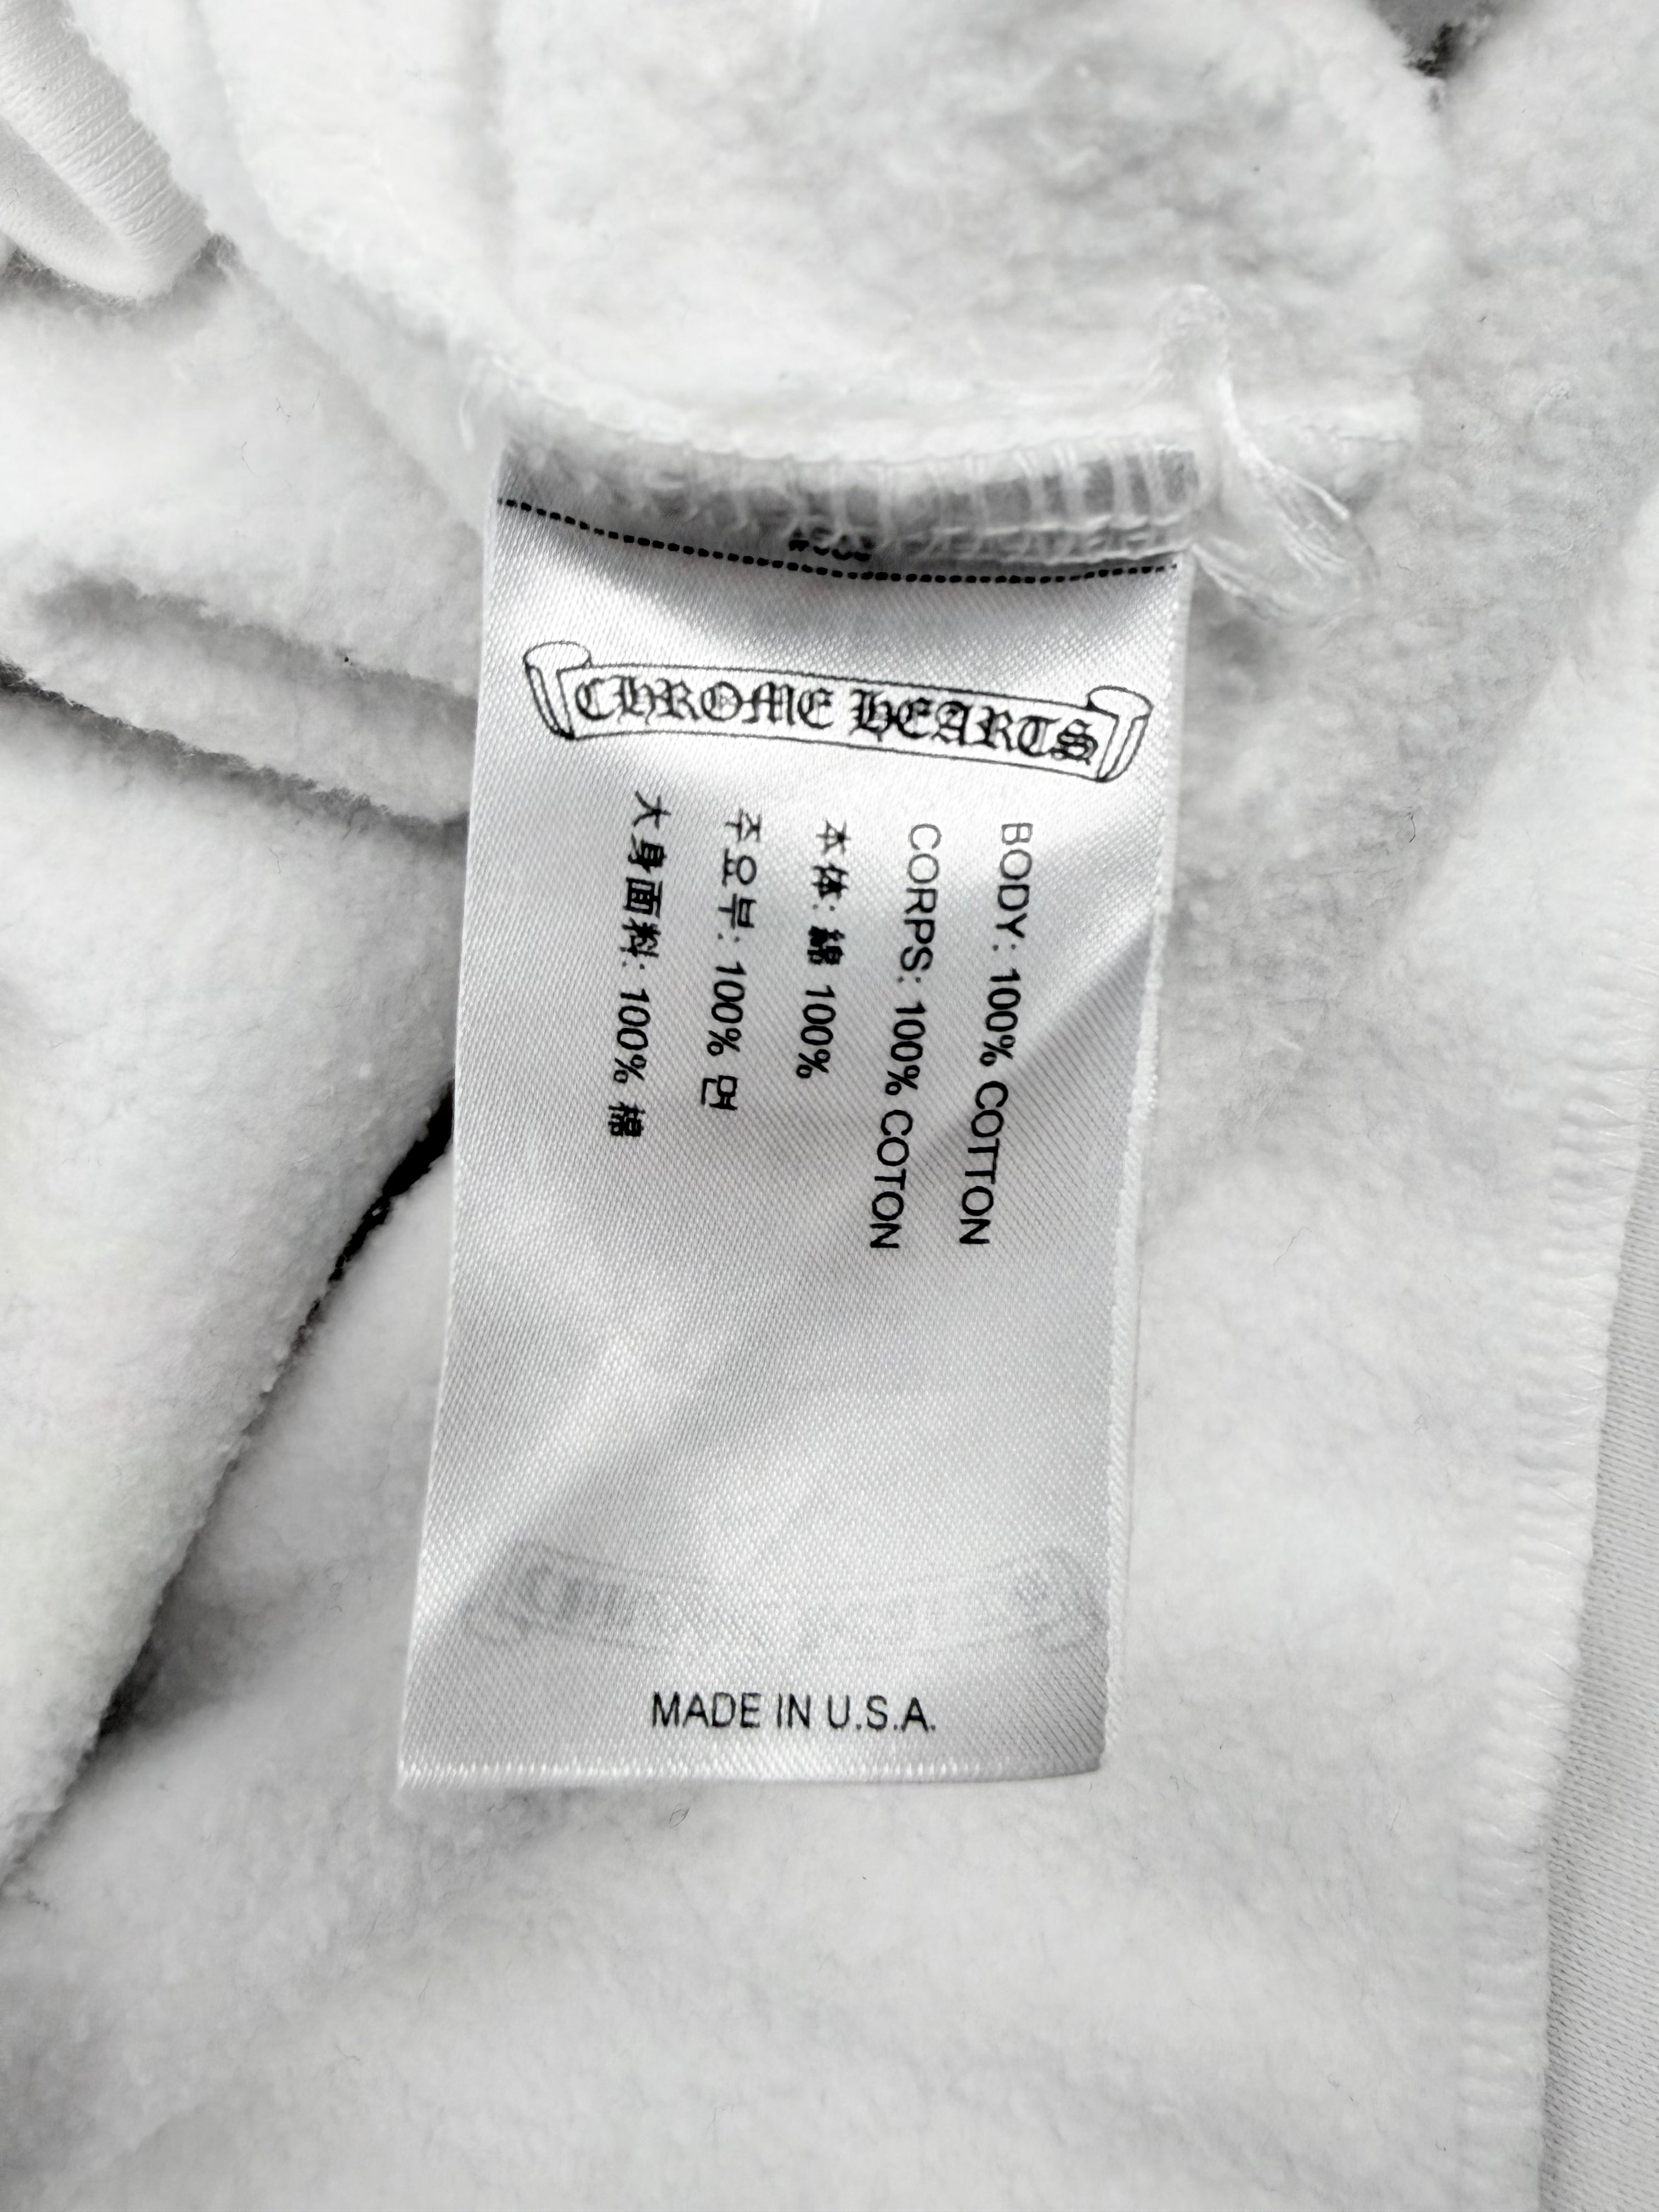 CHROME HEARTS
BODY: 100% COTTON
CORPS: 100% COTON
本体: 綿 100%
주요부: 100% 면
大身面料: 100% 棉
MADE IN U.S.A.